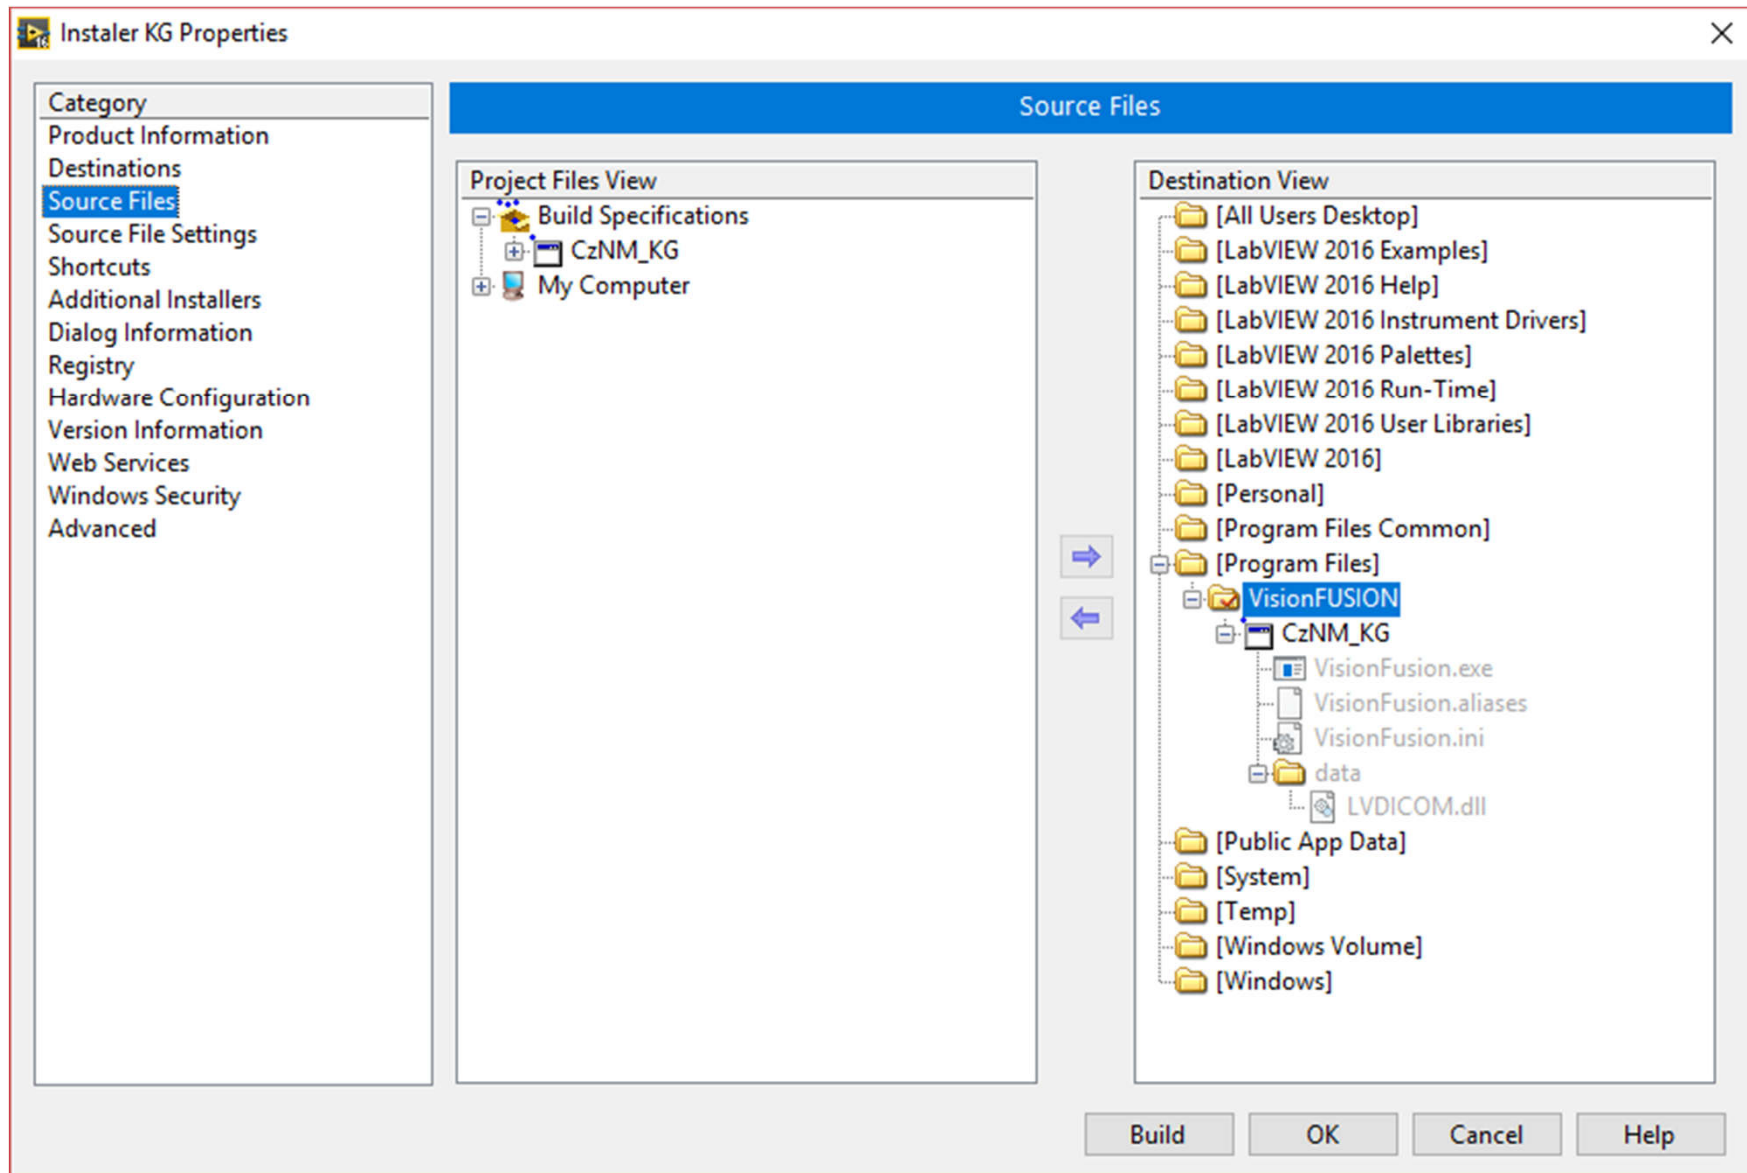 Instaler KG Properties
Category
Product Information
Destinations
Source Files
Source File Settings
Shortcuts
Additional Installers
Dialog Information
Registry
Hardware Configuration
Version Information
Web Services
Windows Security
Advanced
Source Files
Project Files View
Build Specifications
CzNM_KG
My Computer
Destination View
[All Users Desktop]
[LabVIEW 2016 Examples]
[LabVIEW 2016 Help]
[LabVIEW 2016 Instrument Drivers]
[LabVIEW 2016 Palettes]
[LabVIEW 2016 Run-Time]
[LabVIEW 2016 User Libraries]
[LabVIEW 2016]
[Personal]
[Program Files Common]
[Program Files]
VisionFUSION
CzNM_KG
VisionFusion.exe
VisionFusion.aliases
VisionFusion.ini
data
LVDICOM.dll
[Public App Data]
[System]
[Temp]
[Windows Volume]
[Windows]
Build
OK
Cancel
Help